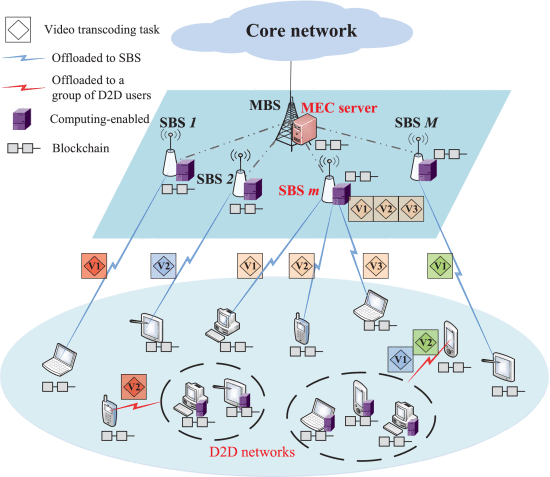 Core network
Video transcoding task
Offloaded to SBS
Offloaded to a
group of D2D users
Computing-enabled
Blockchain
MBS
MEC server
SBS 1
SBS M
SBS 2
SBS m
V1 V2 V3
V1
V2
V1
V2
V3
V1
V2
V1
V2
D2D networks